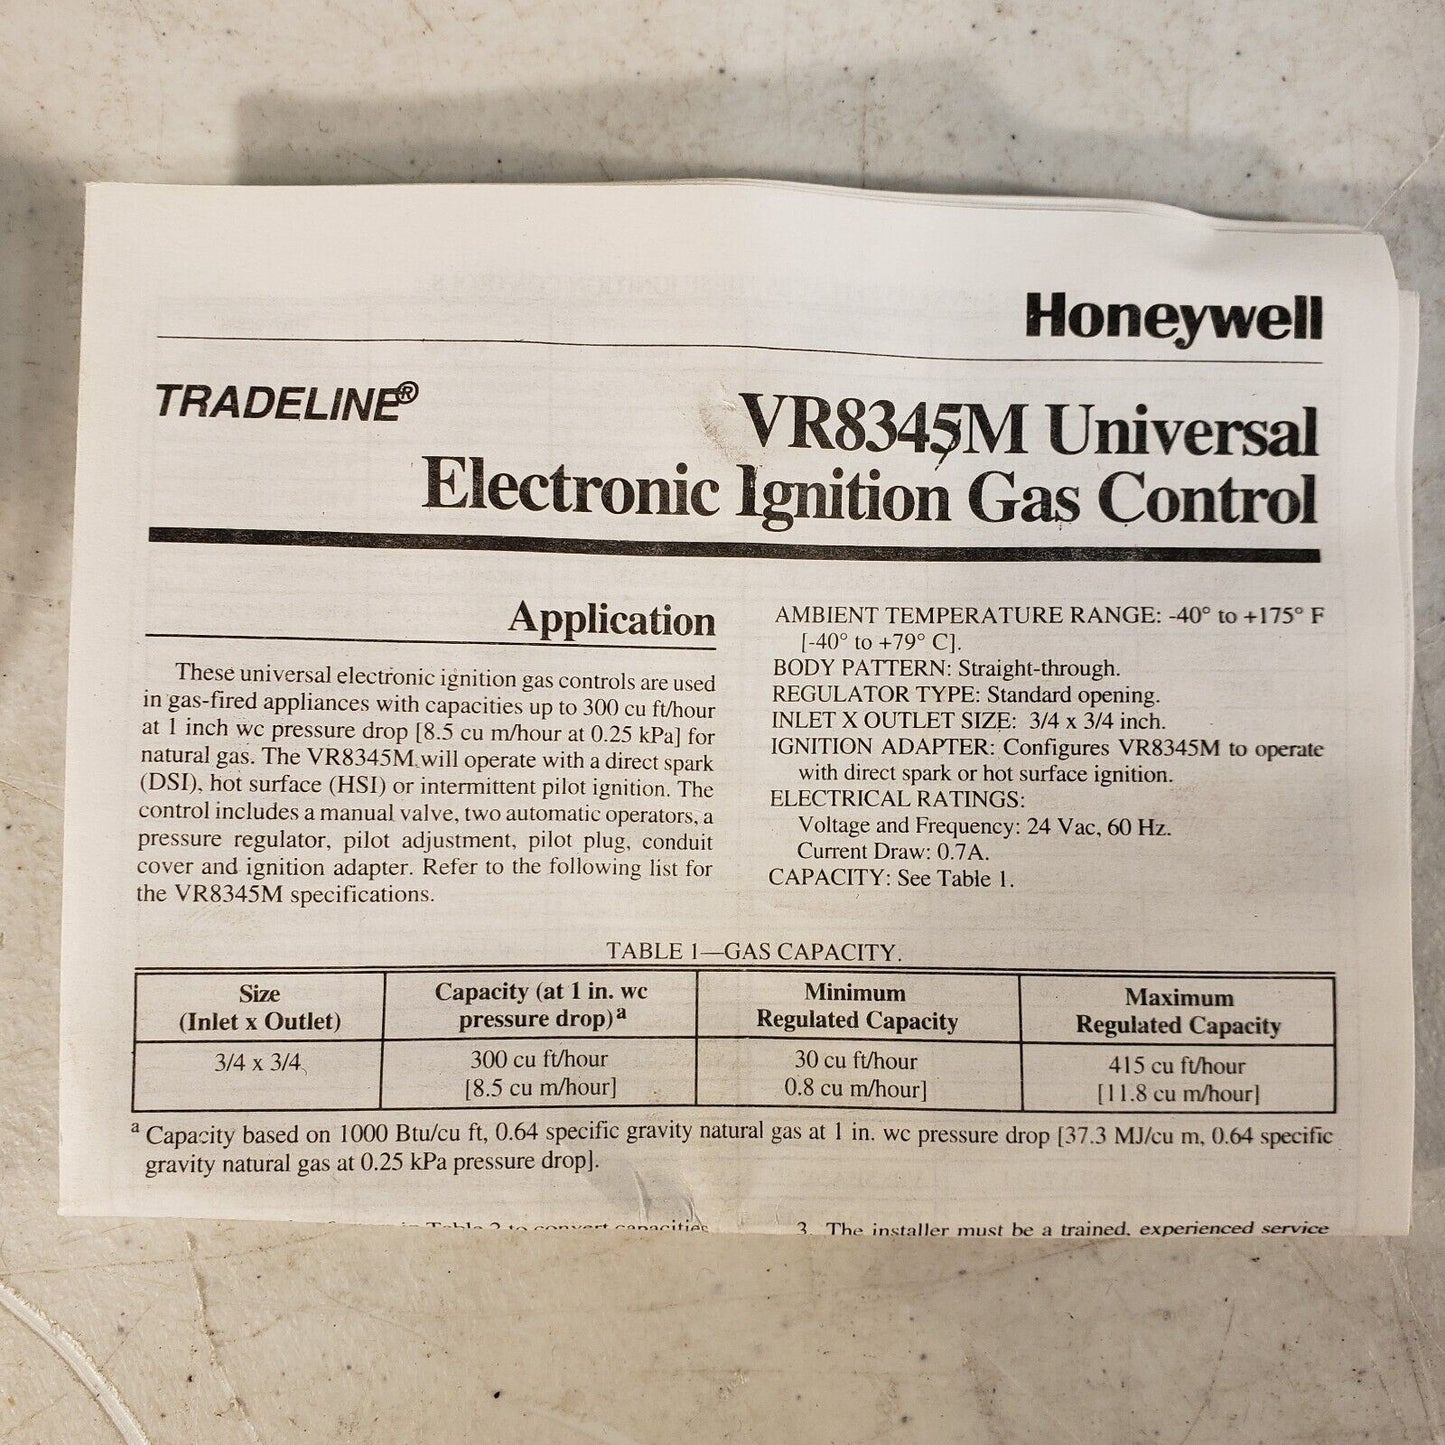 Honeywell
TRADELINE®
VR8345M Universal
Electronic Ignition Gas Control
Application
These universal electronic ignition gas controls are used
in gas-fired appliances with capacities up to 300 cu ft/hour
at 1 inch wc pressure drop [8.5 cu m/hour at 0.25 kPa] for
natural gas. The VR8345M will operate with a direct spark
(DSI), hot surface (HSI) or intermittent pilot ignition. The
control includes a manual valve, two automatic operators, a
pressure regulator, pilot adjustment, pilot plug, conduit
cover and ignition adapter. Refer to the following list for
the VR8345M specifications.
AMBIENT TEMPERATURE RANGE: -40° to +175° F
[-40° to +79° C].
BODY PATTERN: Straight-through.
REGULATOR TYPE: Standard opening.
INLET X OUTLET SIZE: 3/4 x 3/4 inch.
IGNITION ADAPTER: Configures VR8345M to operate
with direct spark or hot surface ignition.
ELECTRICAL RATINGS:
Voltage and Frequency: 24 Vac, 60 Hz.
Current Draw: 0.7A.
CAPACITY: See Table 1.
TABLE 1—GAS CAPACITY.
Size
(Inlet x Outlet)
Capacity (at 1 in. wc
pressure drop)a
Minimum
Regulated Capacity
Maximum
Regulated Capacity
3/4 x 3/4
300 cu ft/hour
[8.5 cu m/hour]
30 cu ft/hour
0.8 cu m/hour]
415 cu ft/hour
[11.8 cu m/hour]
a Capacity based on 1000 Btu/cu ft, 0.64 specific gravity natural gas at 1 in. wc pressure drop [37.3 MJ/cu m, 0.64 specific
gravity natural gas at 0.25 kPa pressure drop].
in Table 2 to convert capacities
3. The installer must be a trained, experienced service